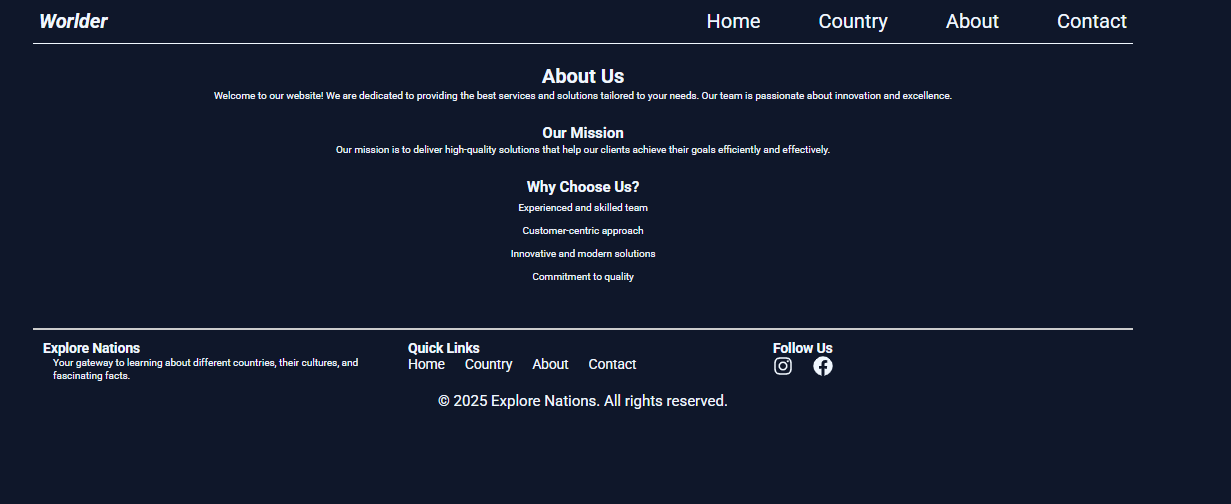 Worlder Home Country About Contact
About Us
Welcome to our website! We are dedicated to providing the best services and solutions tailored to your needs. Our team is passionate about innovation and excellence.
Our Mission
Our mission is to deliver high-quality solutions that help our clients achieve their goals efficiently and effectively.
Why Choose Us?
Experienced and skilled team
Customer-centric approach
Innovative and modern solutions
Commitment to quality
Explore Nations
Your gateway to learning about different countries, their cultures, and
fascinating facts.
Quick Links
Home Country About Contact
Follow Us
© 2025 Explore Nations. All rights reserved.